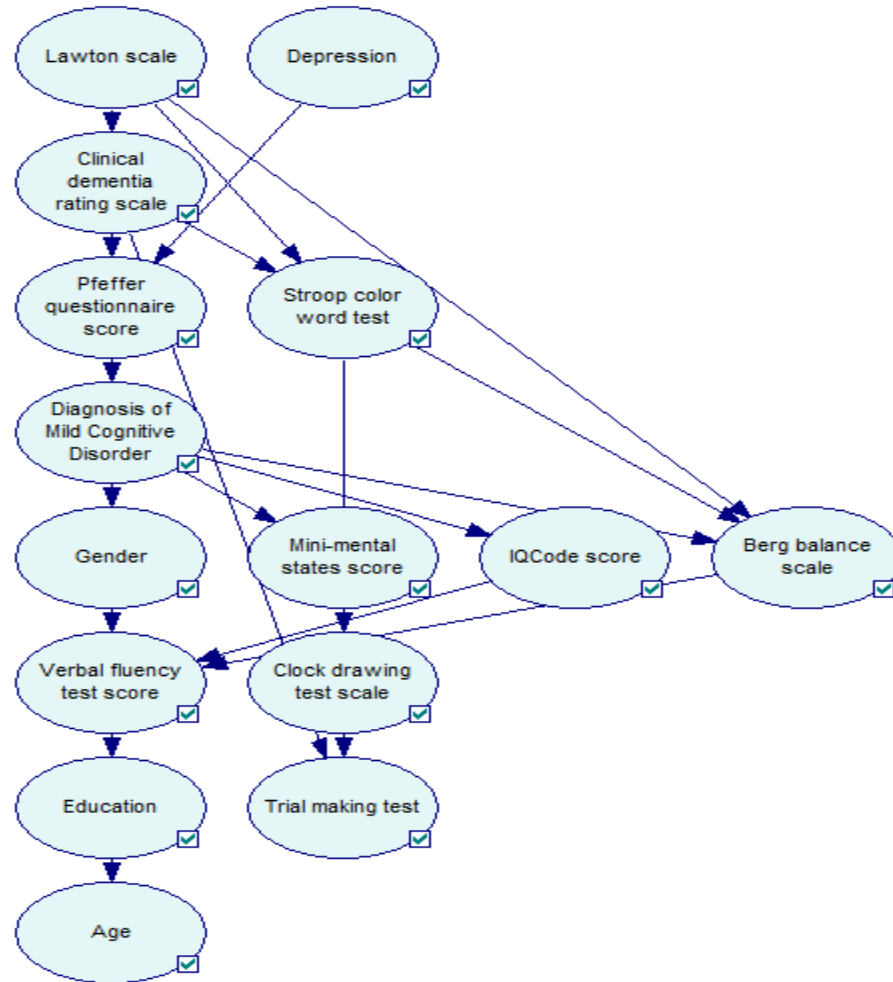 Lawton scale
Depression
Clinical
dementia
rating scale
Pfeffer
questionnaire
score
Stroop color
word test
Diagnosis of
Mild Cognitive
Disorder
Gender
Mini-mental
states score
IQCode score
Berg balance
scale
Verbal fluency
test score
Clock drawing
test scale
Education
Trial making test
Age